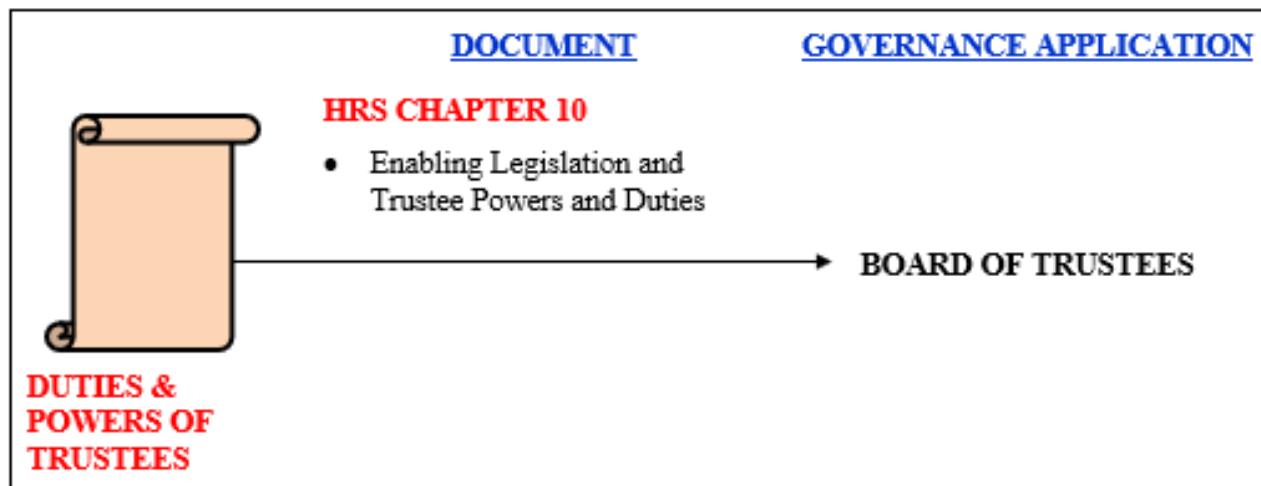 DOCUMENT
GOVERNANCE APPLICATION
HRS CHAPTER 10
● Enabling Legislation and
Trustee Powers and Duties
BOARD OF TRUSTEES
DUTIES &
POWERS OF
TRUSTEES